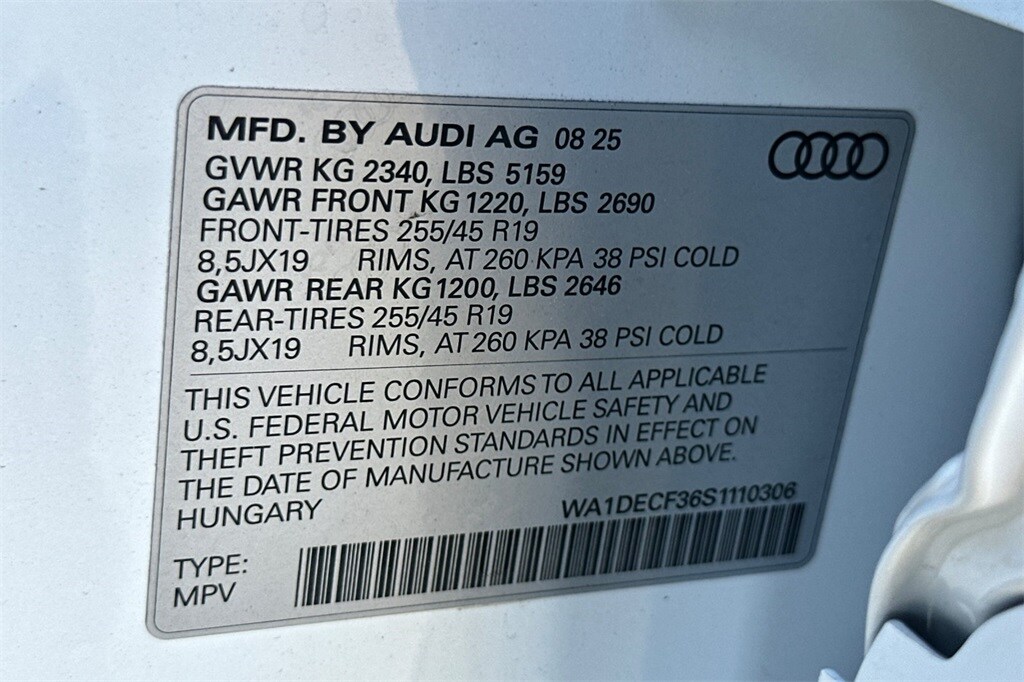 MFD. BY AUDI AG 08 25
GVWR KG 2340, LBS 5159
GAWR FRONT KG 1220, LBS 2690
FRONT-TIRES 255/45 R19
8,5JX19 RIMS, AT 260 KPA 38 PSI COLD
GAWR REAR KG 1200, LBS 2646
REAR-TIRES 255/45 R19
8,5JX19 RIMS, AT 260 KPA 38 PSI COLD
THIS VEHICLE CONFORMS TO ALL APPLICABLE
U.S. FEDERAL MOTOR VEHICLE SAFETY AND
THEFT PREVENTION STANDARDS IN EFFECT ON
THE DATE OF MANUFACTURE SHOWN ABOVE.
HUNGARY WA1DECF36S1110306
TYPE:
MPV